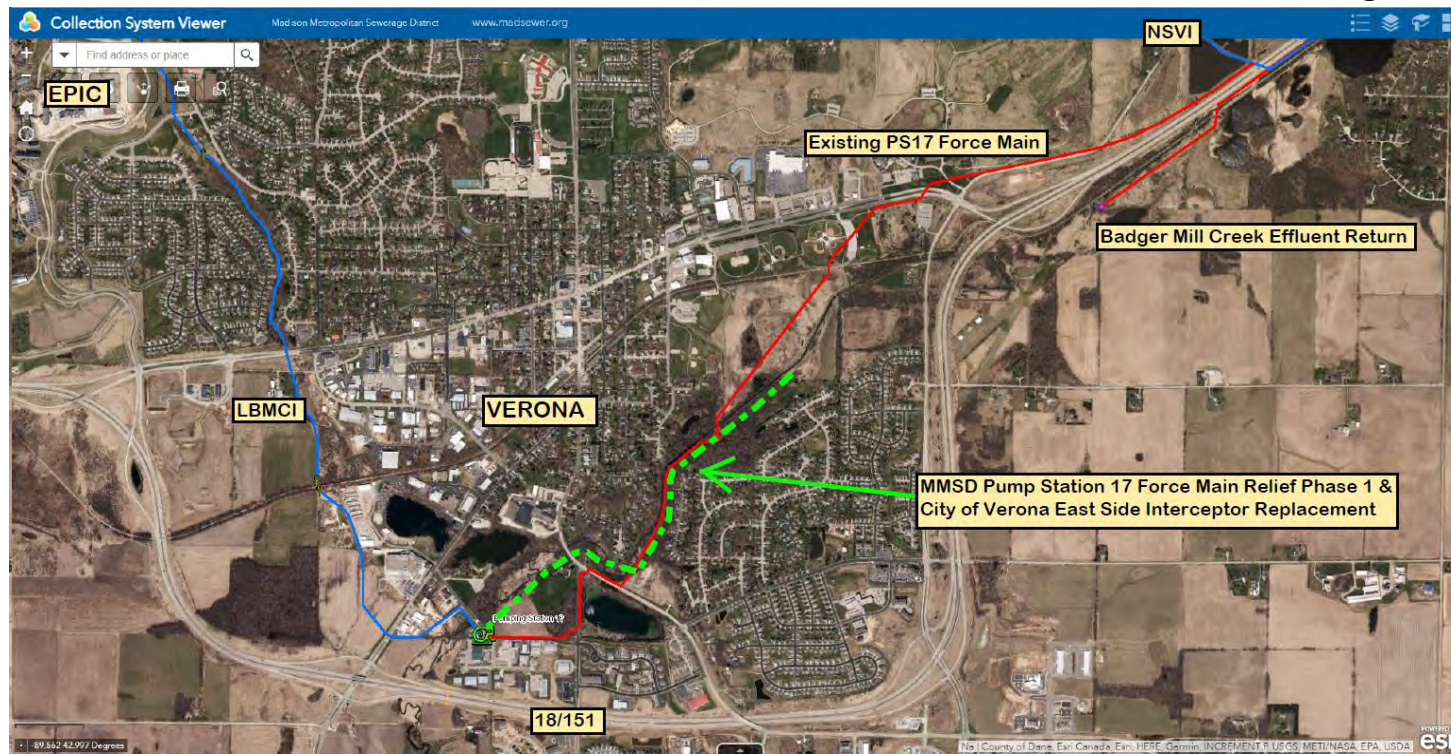 Collection System Viewer
Madison Metropolitan Sewerage District
www.madsewer.org
Find address or place
NSVI
EPIC
Existing PS17 Force Main
Badger Mill Creek Effluent Return
LBMCI
VERONA
MMSD Pump Station 17 Force Main Relief Phase 1 &
City of Verona East Side Interceptor Replacement
Pumping Station 17
18/151
-89.562 42.997 Degrees
County of Dane, Esri Canada, Esri, HERE, Garmin, INCREMENT P, USGS, METI/NASA, EPA, USDA
POWERED
es